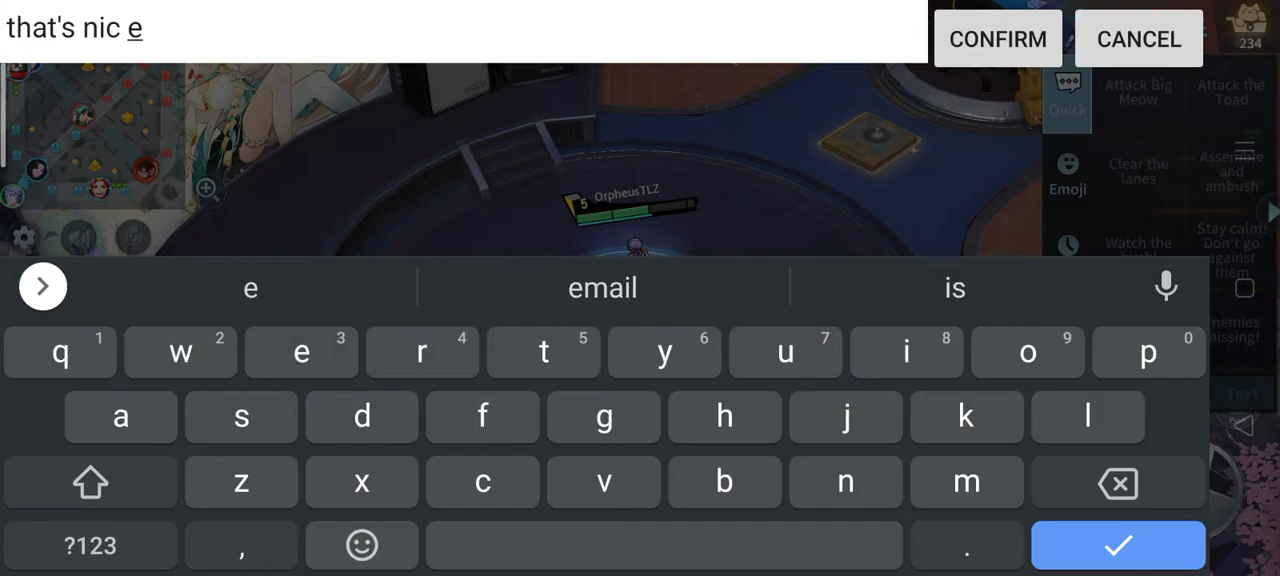 that's nic e
CONFIRM
CANCEL
234
Quick
Attack Big Meow
Attack the Toad
Emoji
Clear the lanes
Assemble and ambush
Watch the
Stay calm! Don't go against them
Text
5 OrpheusTLZ
e
email
is
q 1 w 2 e 3 r 4 t 5 y 6 u 7 i 8 o 9 p 0
a s d f g h j k l
z x c v b n m
?123 , .